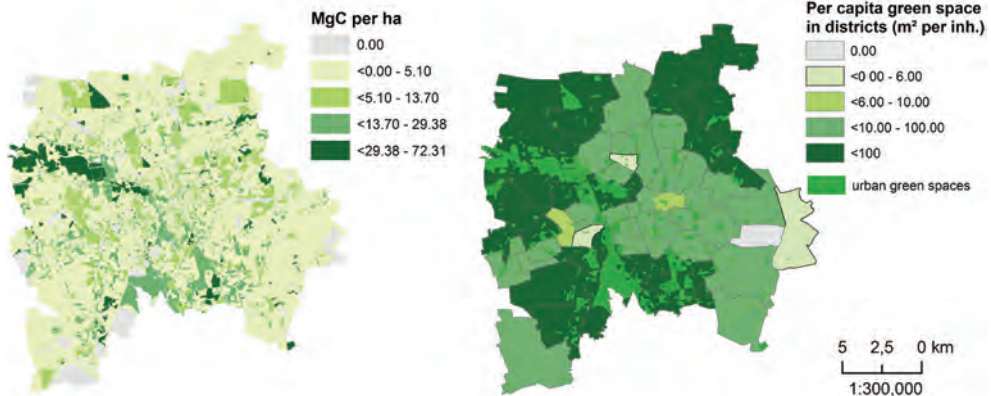 MgC per ha
0.00
<0.00 - 5.10
<5.10 - 13.70
<13.70 - 29.38
<29.38 - 72.31
Per capita green space
in districts (m² per inh.)
0.00
<0 00 - 6.00
<6.00 - 10.00
<10.00 - 100.00
<100
urban green spaces
5 2,5 0 km
1:300,000